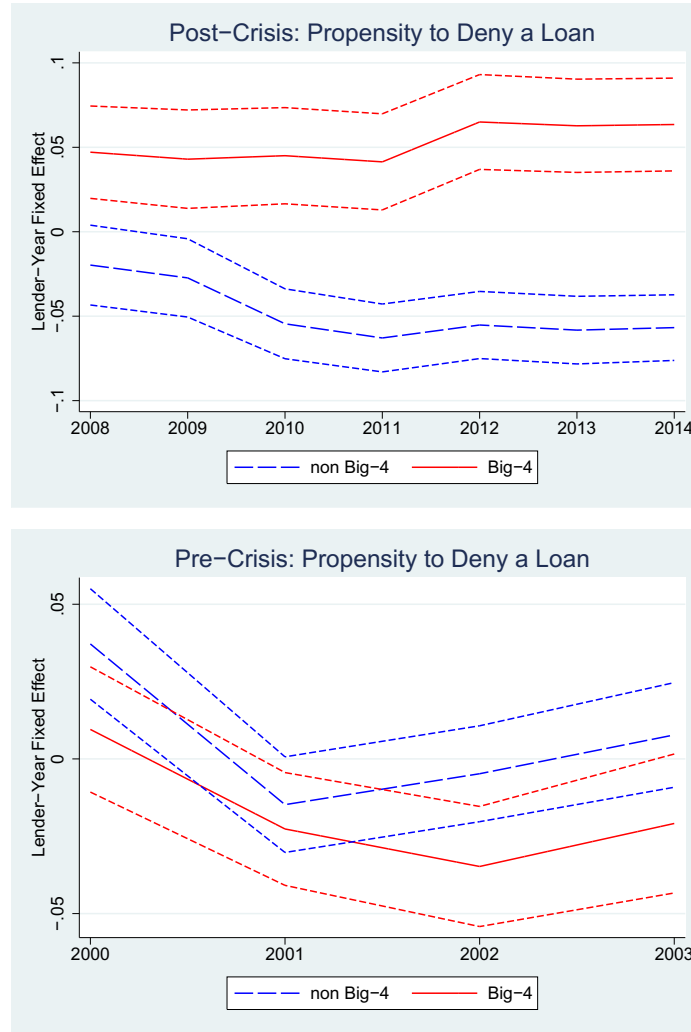 Post−Crisis: Propensity to Deny a Loan
Lender−Year Fixed Effect
.1
.05
0
-.05
-.1
2008 2009 2010 2011 2012 2013 2014
non Big−4 Big−4
Pre−Crisis: Propensity to Deny a Loan
Lender−Year Fixed Effect
.05
0
-.05
2000 2001 2002 2003
non Big−4 Big−4